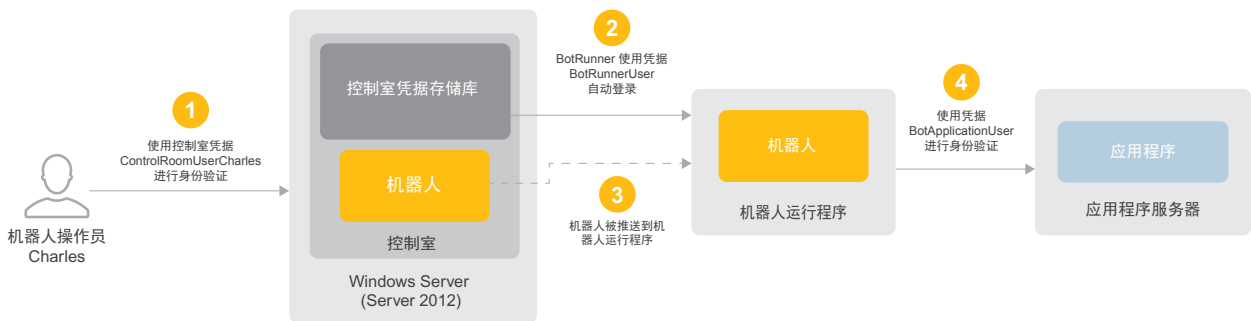 机器人操作员
Charles
1
使用控制室凭据
ControlRoomUserCharles
进行身份验证
控制室凭据存储库
机器人
控制室
Windows Server
(Server 2012)
2
BotRunner 使用凭据
BotRunnerUser
自动登录
3
机器人被推送到机
器人运行程序
机器人
机器人运行程序
4
使用凭据
BotApplicationUser
进行身份验证
应用程序
应用程序服务器